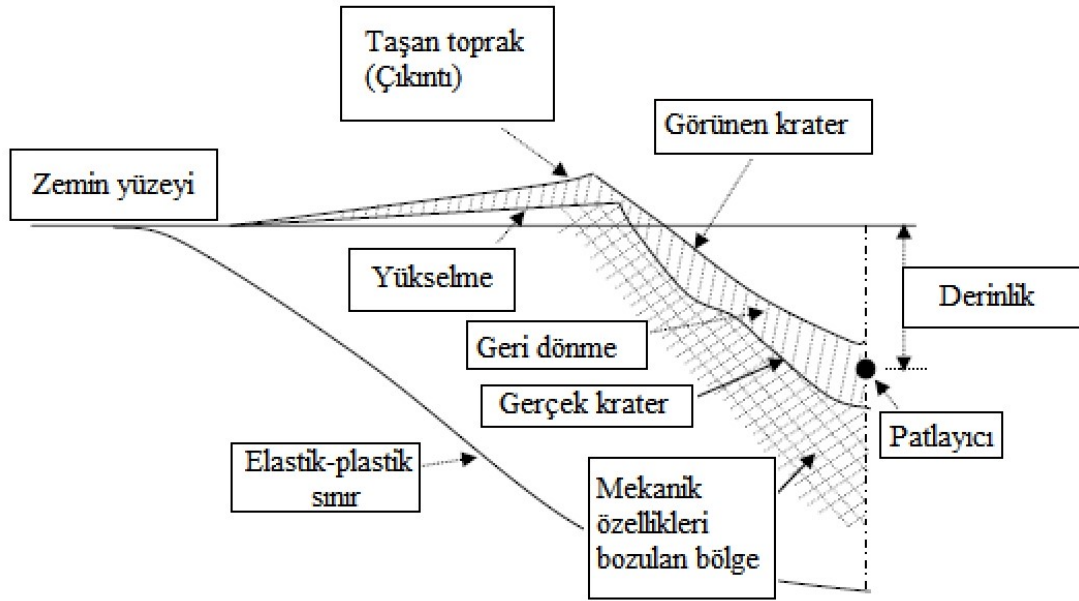 Taşan toprak
(Çıkıntı)
Görünen krater
Zemin yüzeyi
Yükselme
Derinlik
Geri dönme
Gerçek krater
Patlayıcı
Elastik-plastik
sınır
Mekanik
özellikleri
bozulan bölge